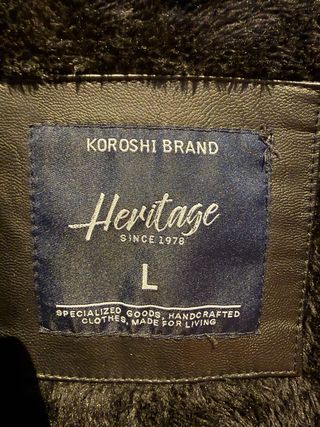 KOROSHI BRAND
Heritage
SINCE 1978
L
SPECIALIZED GOODS, HANDCRAFTED
CLOTHES, MADE FOR LIVING